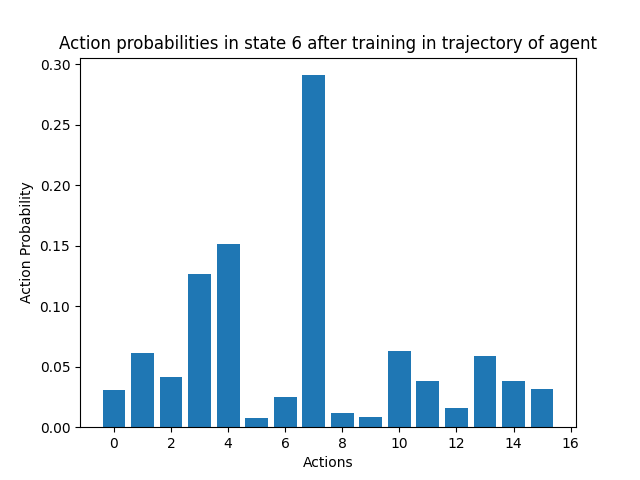 Action probabilities in state 6 after training in trajectory of agent
0.30
0.25
0.20
0.15
0.10
0.05
0.00
Action Probability
0 2 4 6 8 10 12 14 16
Actions